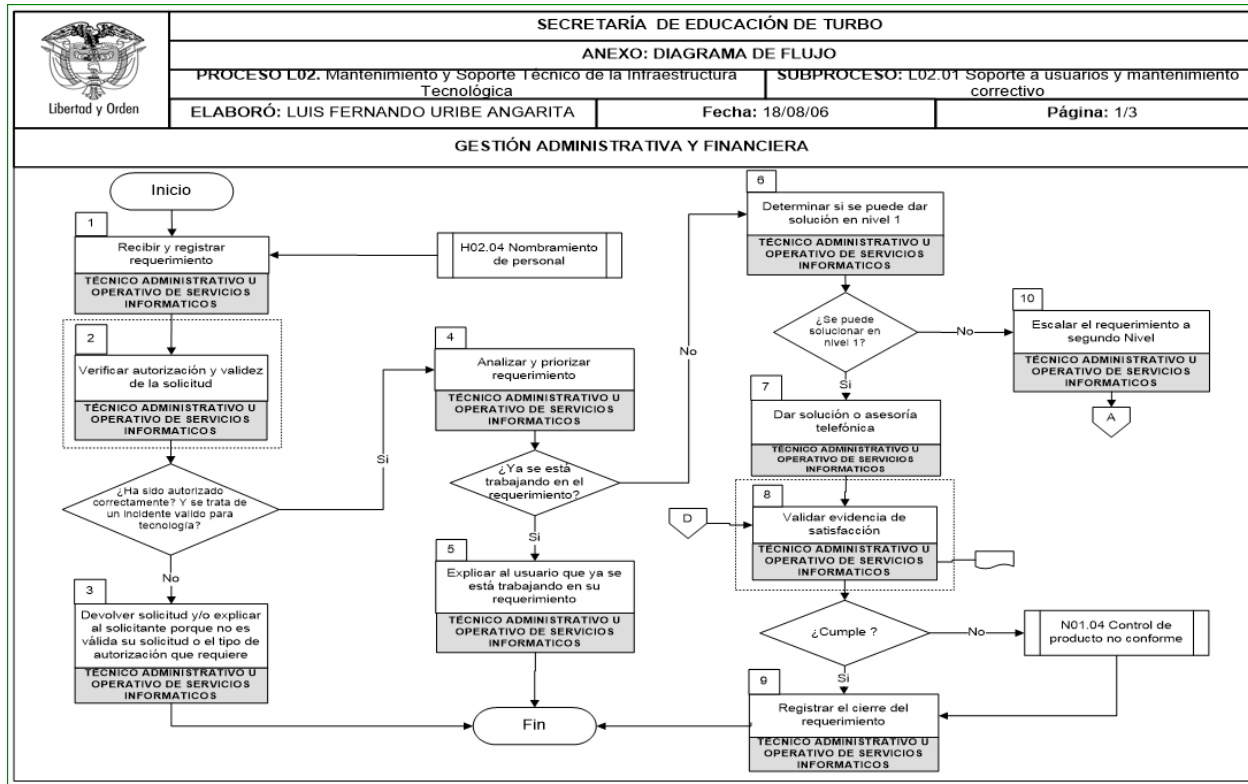 SECRETARÍA DE EDUCACIÓN DE TURBO
ANEXO: DIAGRAMA DE FLUJO
PROCESO L02. Mantenimiento y Soporte Técnico de la Infraestructura
Tecnológica
SUBPROCESO: L02.01 Soporte a usuarios y mantenimiento
correctivo
Libertad y Orden
ELABORÓ: LUIS FERNANDO URIBE ANGARITA
Fecha: 18/08/06
Página: 1/3
GESTIÓN ADMINISTRATIVA Y FINANCIERA
Inicio
1
Recibir y registrar
requerimiento
TÉCNICO ADMINISTRATIVO U
OPERATIVO DE SERVICIOS
INFORMATICOS
H02.04 Nombramiento
de personal
2
Verificar autorización y validez
de la solicitud
TÉCNICO ADMINISTRATIVO U
OPERATIVO DE SERVICIOS
INFORMATICOS
¿Ha sido autorizado
correctamente? Y se trata de
un incidente valido para
tecnología?
Si
No
3
Devolver solicitud y/o explicar
al solicitante porque no es
válida su solicitud o el tipo de
autorización que requiere
TÉCNICO ADMINISTRATIVO U
OPERATIVO DE SERVICIOS
INFORMATICOS
4
Analizar y priorizar
requerimiento
TÉCNICO ADMINISTRATIVO U
OPERATIVO DE SERVICIOS
INFORMATICOS
¿Ya se está
trabajando en el
requerimiento?
No
Si
5
Explicar al usuario que ya se
está trabajando en su
requerimiento
TÉCNICO ADMINISTRATIVO U
OPERATIVO DE SERVICIOS
INFORMATICOS
Fin
6
Determinar si se puede dar
solución en nivel 1
TÉCNICO ADMINISTRATIVO U
OPERATIVO DE SERVICIOS
INFORMATICOS
¿Se puede
solucionar en
nivel 1?
No
Si
10
Escalar el requerimiento a
segundo Nivel
TÉCNICO ADMINISTRATIVO U
OPERATIVO DE SERVICIOS
INFORMATICOS
A
7
Dar solución o asesoría
telefónica
TÉCNICO ADMINISTRATIVO U
OPERATIVO DE SERVICIOS
INFORMATICOS
D
8
Validar evidencia de
satisfacción
TÉCNICO ADMINISTRATIVO U
OPERATIVO DE SERVICIOS
INFORMATICOS
¿Cumple ?
No
N01.04 Control de
producto no conforme
Si
9
Registrar el cierre del
requerimiento
TÉCNICO ADMINISTRATIVO U
OPERATIVO DE SERVICIOS
INFORMATICOS